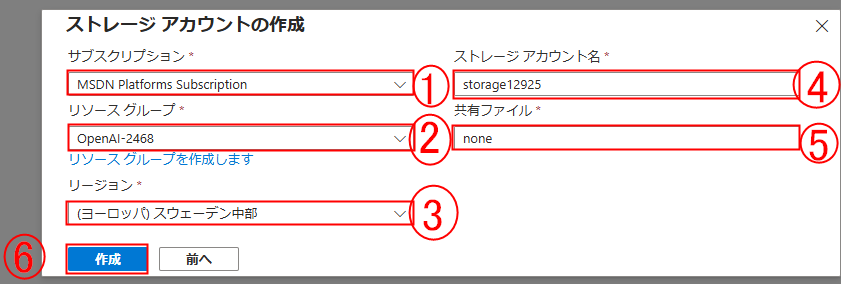 ストレージ アカウントの作成
サブスクリプション *
ストレージ アカウント名 *
MSDN Platforms Subscription
①
storage12925
④
リソース グループ *
共有ファイル *
OpenAI-2468
②
none
⑤
リソース グループを作成します
リージョン *
(ヨーロッパ) スウェーデン中部
③
⑥
作成
前へ